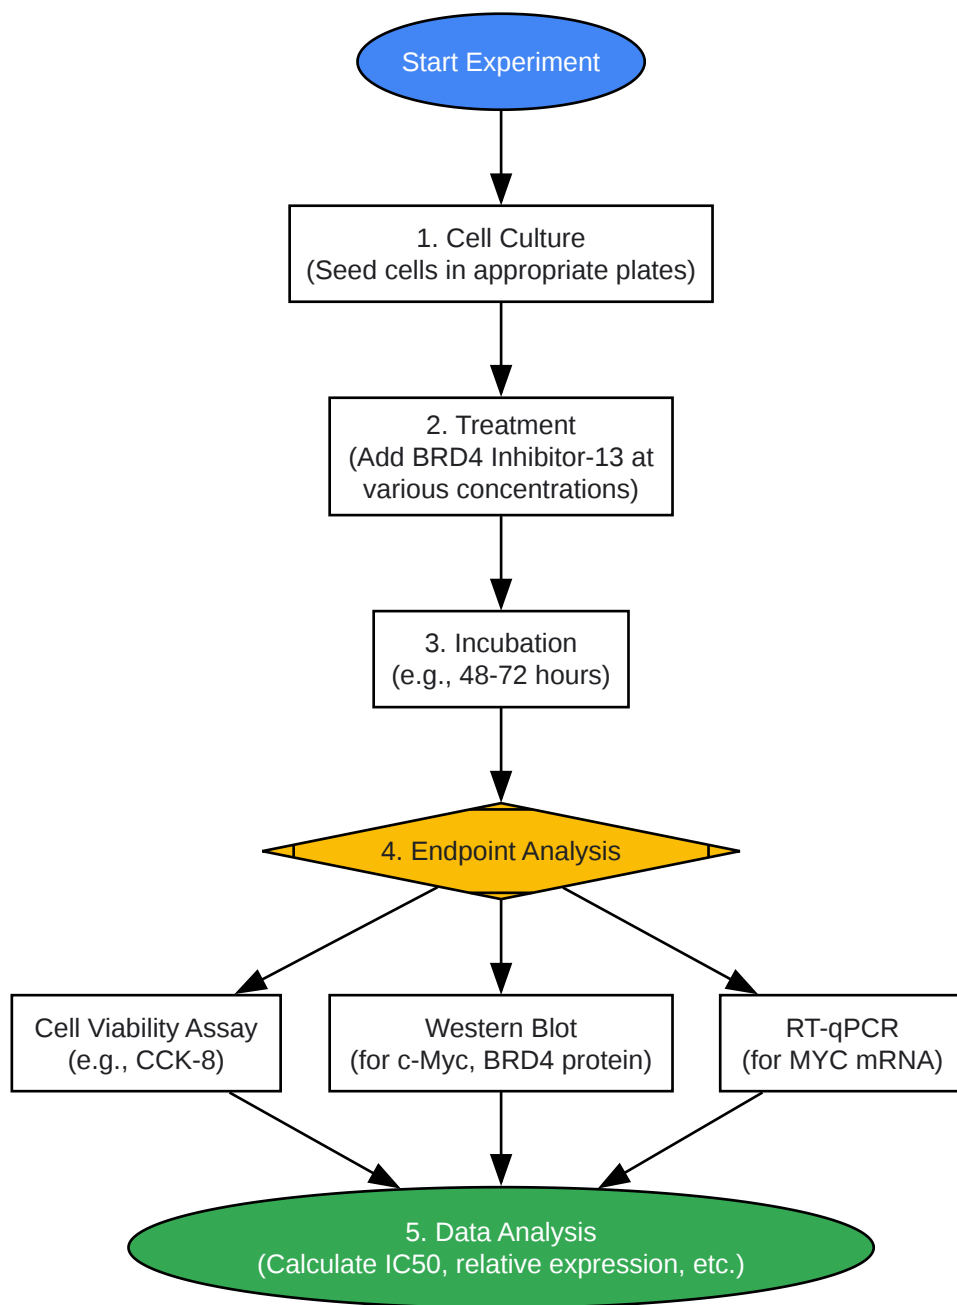 Start Experiment
1. Cell Culture
(Seed cells in appropriate plates)
2. Treatment
(Add BRD4 Inhibitor-13 at
various concentrations)
3. Incubation
(e.g., 48-72 hours)
4. Endpoint Analysis
Cell Viability Assay
(e.g., CCK-8)
Western Blot
(for c-Myc, BRD4 protein)
RT-qPCR
(for MYC mRNA)
5. Data Analysis
(Calculate IC50, relative expression, etc.)